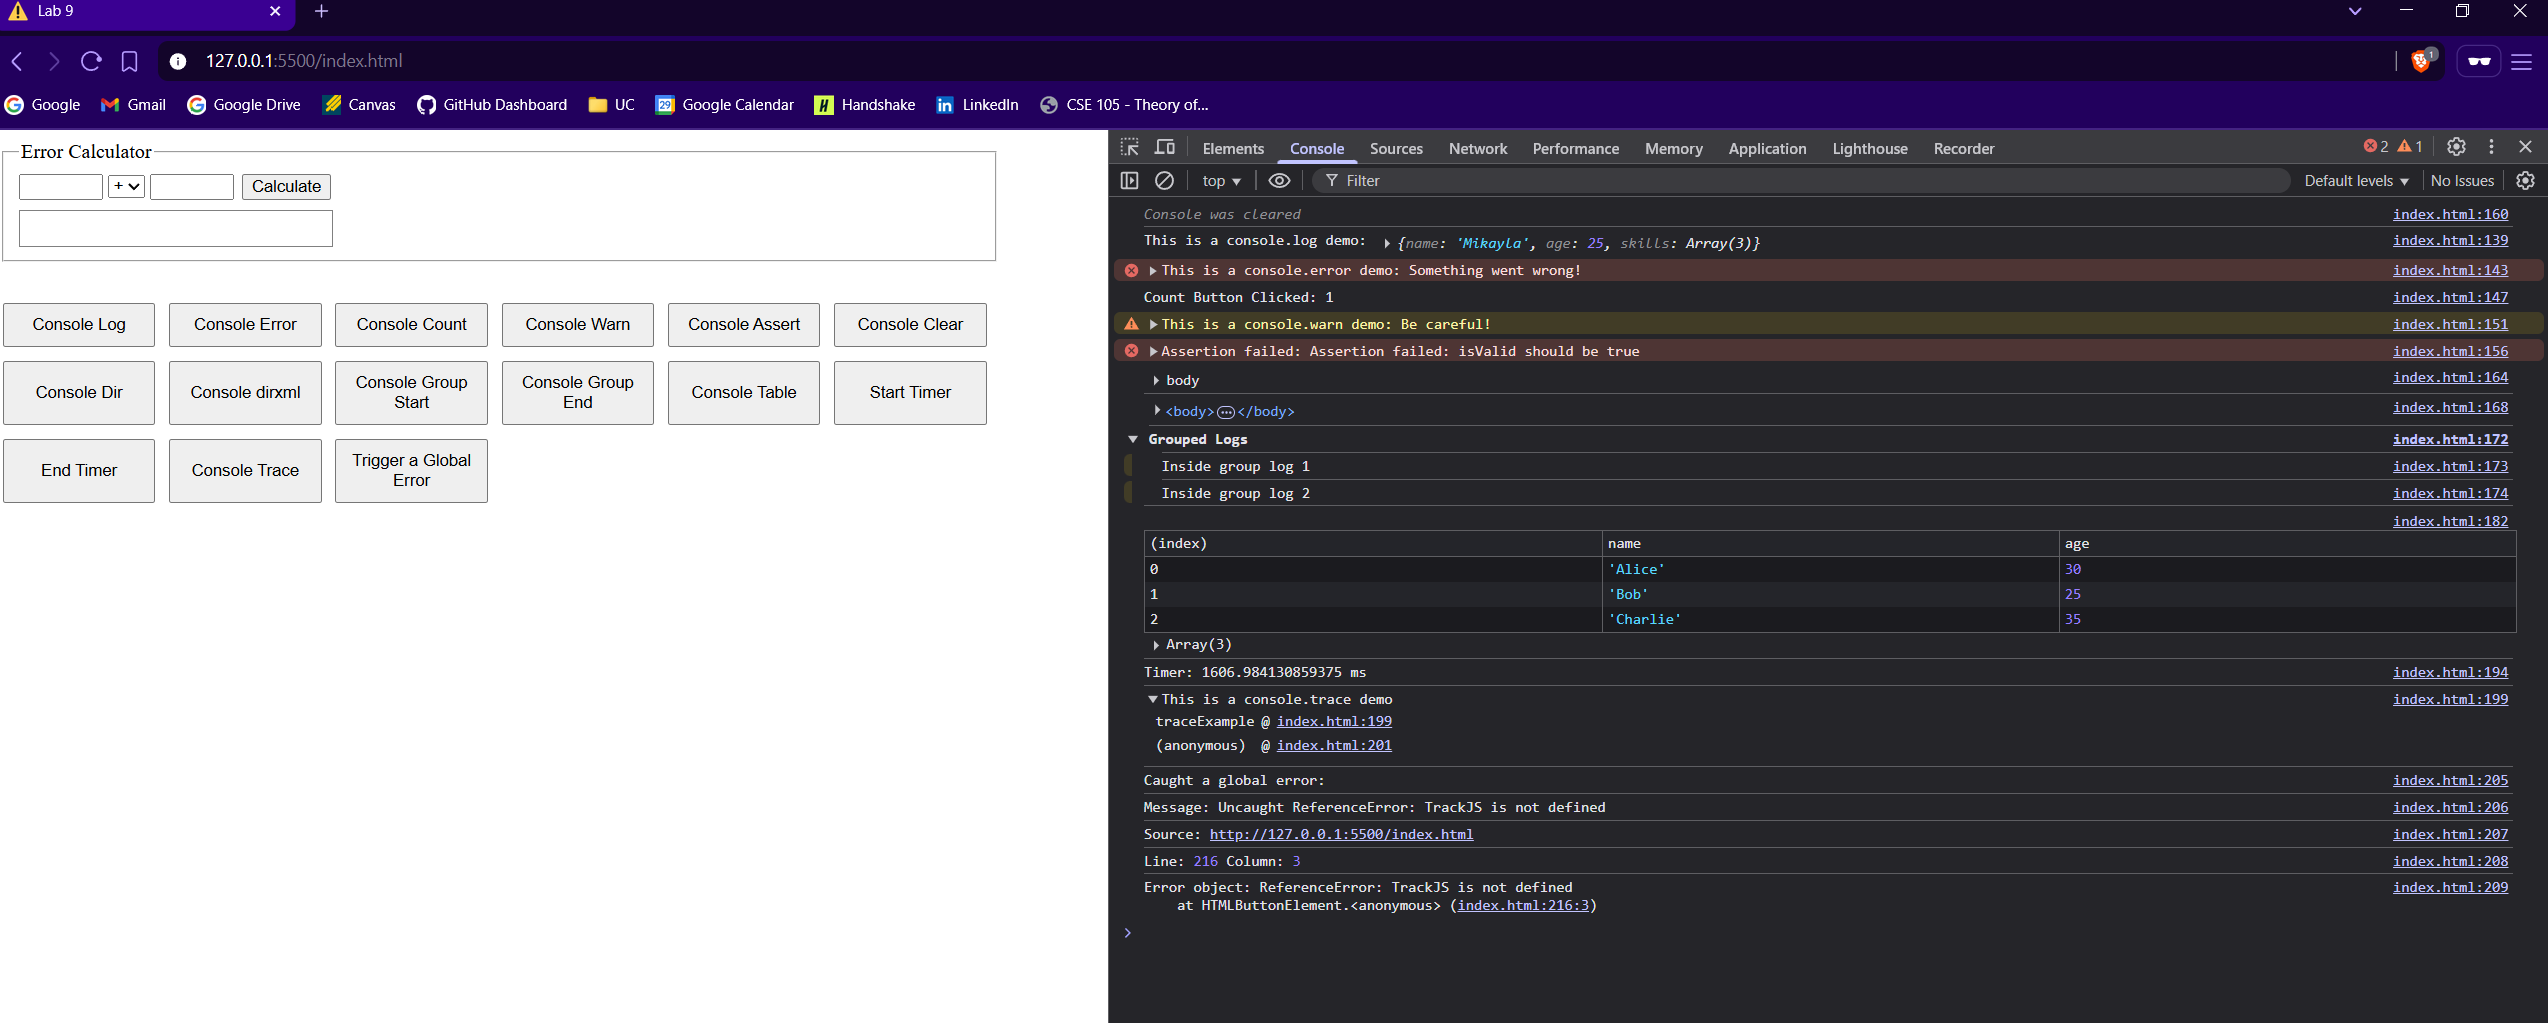 Lab 9
127.0.0.1:5500/index.html
1
Google Gmail Google Drive Canvas GitHub Dashboard UC 29 Google Calendar Handshake LinkedIn CSE 105 - Theory of...
Error Calculator
+ Calculate
Console Log Console Error Console Count Console Warn Console Assert Console Clear
Console Dir Console dirxml Console Group Start Console Group End Console Table Start Timer
End Timer Console Trace Trigger a Global Error
Elements Console Sources Network Performance Memory Application Lighthouse Recorder 2 1
top Filter Default levels No Issues
Console was cleared index.html:160
This is a console.log demo: {name: 'Mikayla', age: 25, skills: Array(3)} index.html:139
This is a console.error demo: Something went wrong! index.html:143
Count Button Clicked: 1 index.html:147
This is a console.warn demo: Be careful! index.html:151
Assertion failed: Assertion failed: isValid should be true index.html:156
body index.html:164
<body>…</body> index.html:168
Grouped Logs index.html:172
Inside group log 1 index.html:173
Inside group log 2 index.html:174
index.html:182
(index) name age
0 'Alice' 30
1 'Bob' 25
2 'Charlie' 35
Array(3)
Timer: 1606.984130859375 ms index.html:194
This is a console.trace demo index.html:199
traceExample @ index.html:199
(anonymous) @ index.html:201
Caught a global error: index.html:205
Message: Uncaught ReferenceError: TrackJS is not defined index.html:206
Source: http://127.0.0.1:5500/index.html index.html:207
Line: 216 Column: 3 index.html:208
Error object: ReferenceError: TrackJS is not defined index.html:209
at HTMLButtonElement.<anonymous> (index.html:216:3)